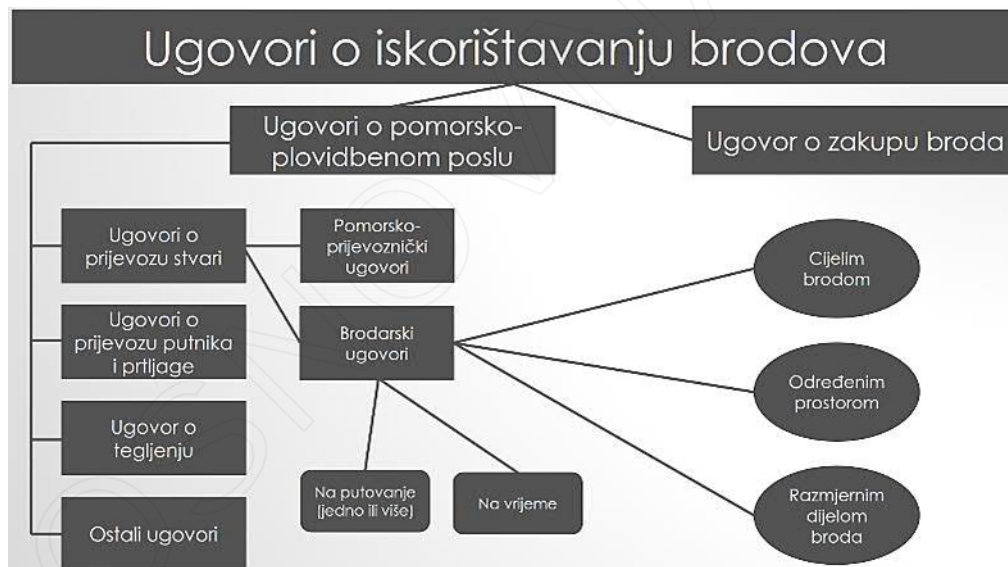 Ugovori o iskorištavanju brodova
Ugovori o pomorsko-
plovidbenom poslu
Ugovor o zakupu broda
Ugovori o
prijevozu stvari
Pomorsko-
prijevoznički
ugovori
Cijelim
brodom
Ugovori o
prijevozu putnika
i prtljage
Brodarski
ugovori
Određenim
prostorom
Ugovor o
tegljenju
Na putovanje
(jedno ili više)
Na vrijeme
Razmjernim
dijelom
broda
Ostali ugovori